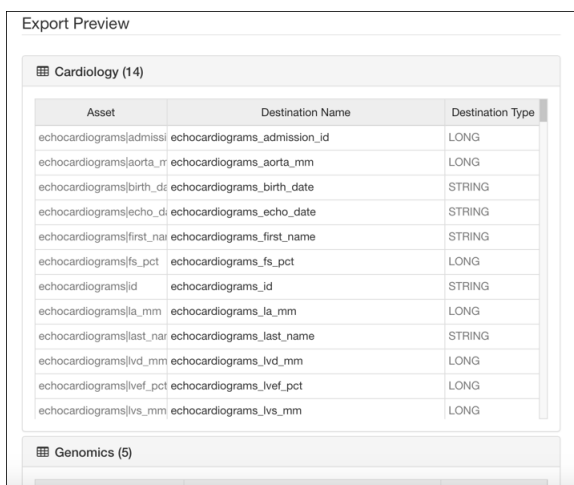 Export Preview
Cardiology (14)
Asset Destination Name Destination Type
echocardiograms|admissi echocardiograms_admission_id LONG
echocardiograms|aorta_m echocardiograms_aorta_mm LONG
echocardiograms|birth_da echocardiograms_birth_date STRING
echocardiograms|echo_da echocardiograms_echo_date STRING
echocardiograms|first_nar echocardiograms_first_name STRING
echocardiograms|fs_pct echocardiograms_fs_pct LONG
echocardiograms|id echocardiograms_id STRING
echocardiograms|la_mm echocardiograms_la_mm LONG
echocardiograms|last_nar echocardiograms_last_name STRING
echocardiograms|lvd_mm echocardiograms_lvd_mm LONG
echocardiograms|lvef_pct echocardiograms_lvef_pct LONG
echocardiograms|lvs_mm echocardiograms_lvs_mm LONG
Genomics (5)